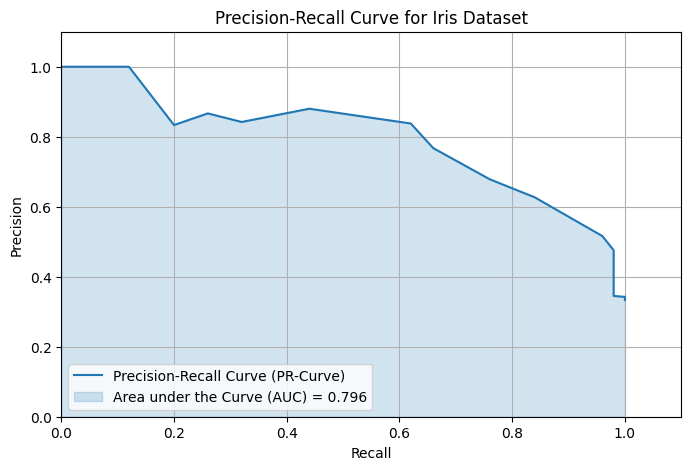 Precision-Recall Curve for Iris Dataset
1.0
0.8
0.6
0.4
0.2
0.0
Precision
Precision-Recall Curve (PR-Curve)
Area under the Curve (AUC) = 0.796
0.0 0.2 0.4 0.6 0.8 1.0
Recall